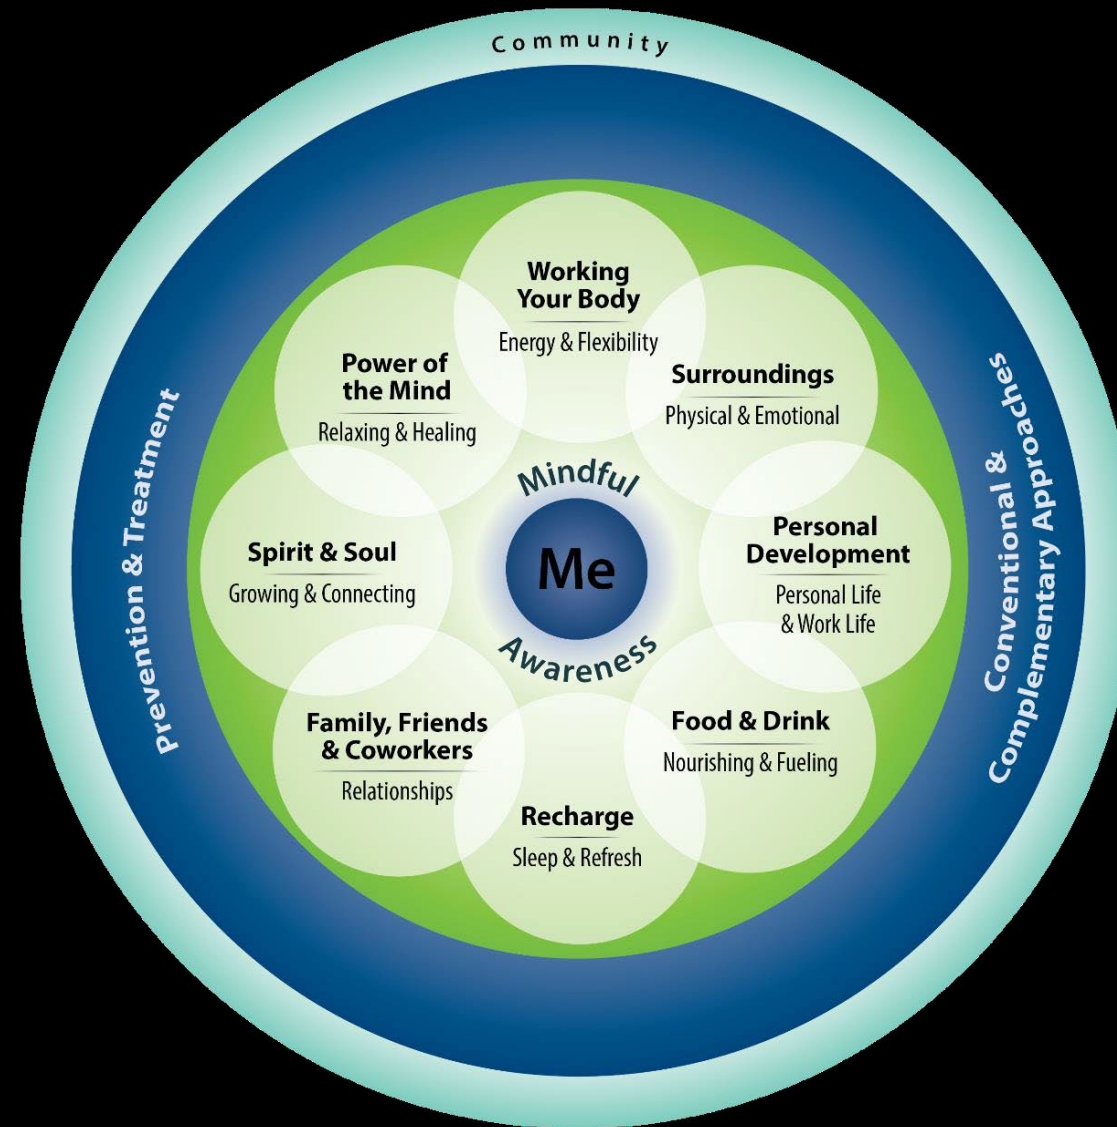 Community
Prevention & Treatment
Conventional &
Complementary Approaches
Working
Your Body
Energy & Flexibility
Surroundings
Physical & Emotional
Personal
Development
Personal Life
& Work Life
Food & Drink
Nourishing & Fueling
Recharge
Sleep & Refresh
Family, Friends
& Coworkers
Relationships
Spirit & Soul
Growing & Connecting
Power of
the Mind
Relaxing & Healing
Mindful
Me
Awareness